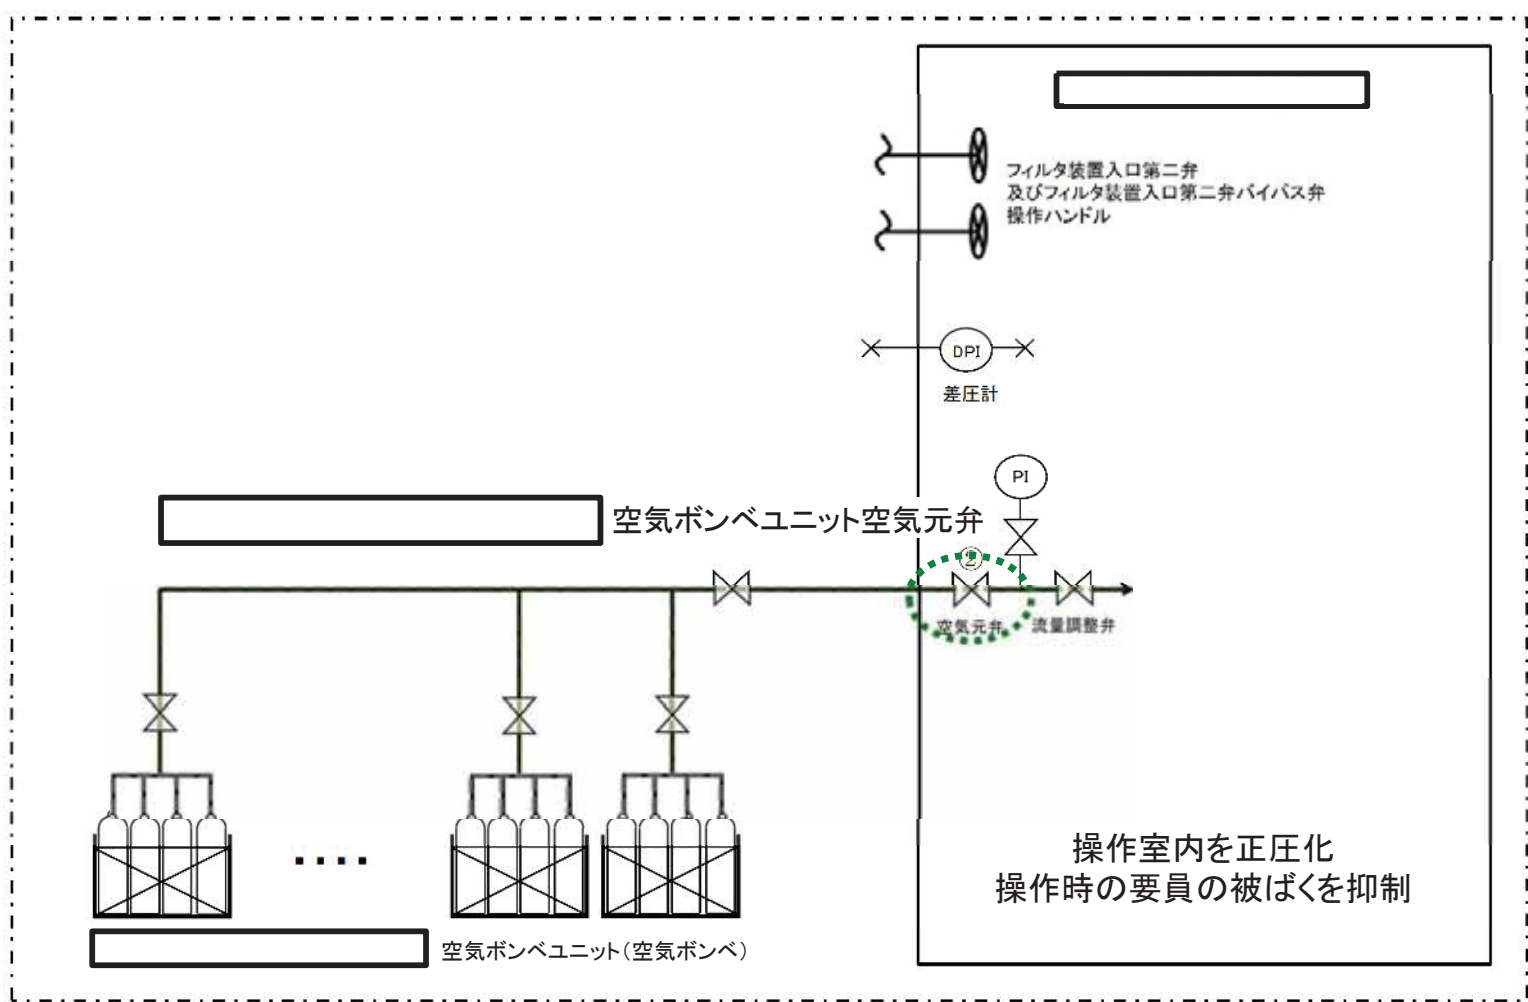 フィルタ装置入口第二弁
及びフィルタ装置入口第二弁バイパス弁
操作ハンドル
DPI
差圧計
PI
空気ボンベユニット空気元弁
②
空気元弁
流量調整弁
操作室内を正圧化
操作時の要員の被ばくを抑制
空気ボンベユニット(空気ボンベ)